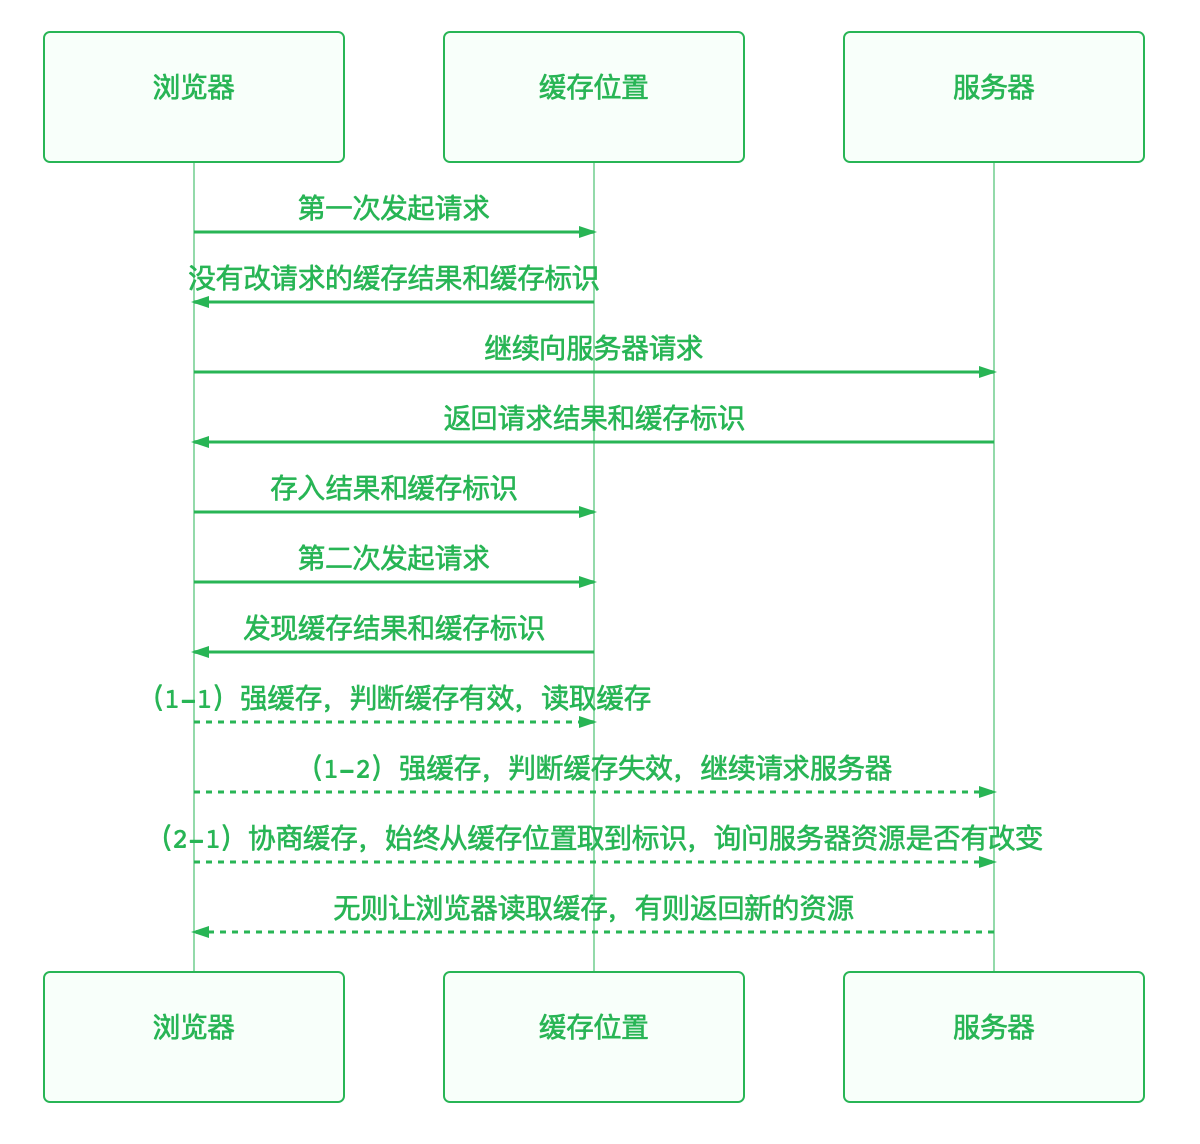 浏览器
缓存位置
服务器
第一次发起请求
没有改请求的缓存结果和缓存标识
继续向服务器请求
返回请求结果和缓存标识
存入结果和缓存标识
第二次发起请求
发现缓存结果和缓存标识
（1-1）强缓存，判断缓存有效，读取缓存
（1-2）强缓存，判断缓存失效，继续请求服务器
（2-1）协商缓存，始终从缓存位置取到标识，询问服务器资源是否有改变
无则让浏览器读取缓存，有则返回新的资源
浏览器
缓存位置
服务器